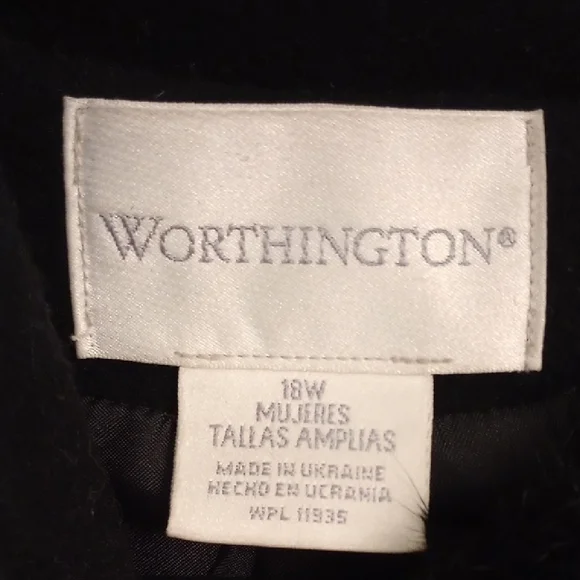 WORTHINGTON®
18W
MUJERES
TALLAS AMPLIAS
MADE IN UKRAINE
HECHO EN UCRANIA
WPL 11935